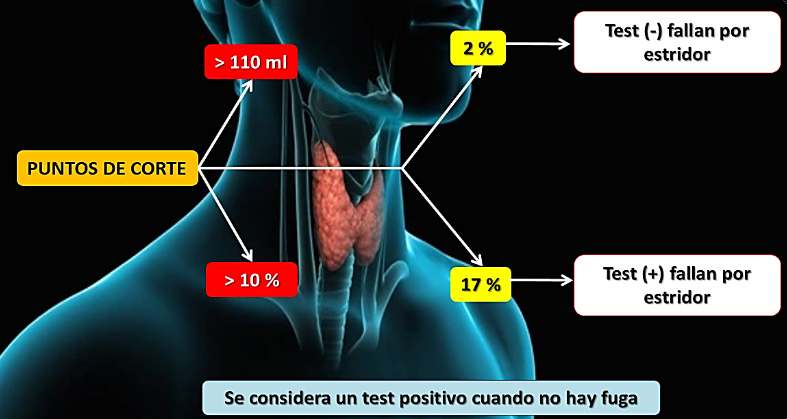 > 110 ml
2 %
Test (-) fallan por
estridor
PUNTOS DE CORTE
> 10 %
17 %
Test (+) fallan por
estridor
Se considera un test positivo cuando no hay fuga